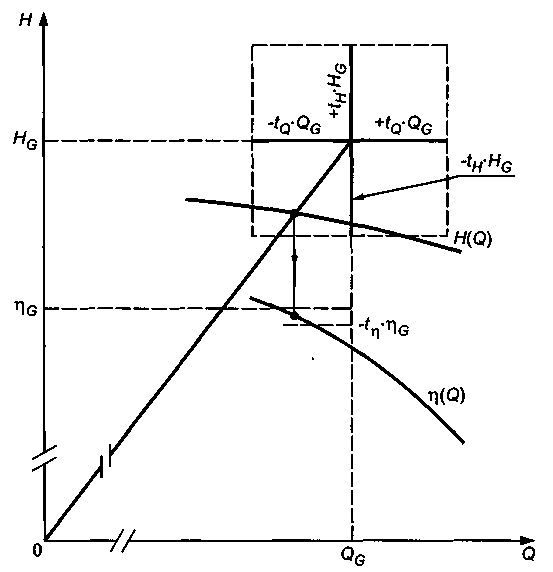 H
+t_H·H_G
-t_Q·Q_G
+t_Q·Q_G
H_G
-t_H·H_G
H(Q)
η_G
-t_η·η_G
η(Q)
0
Q_G
Q